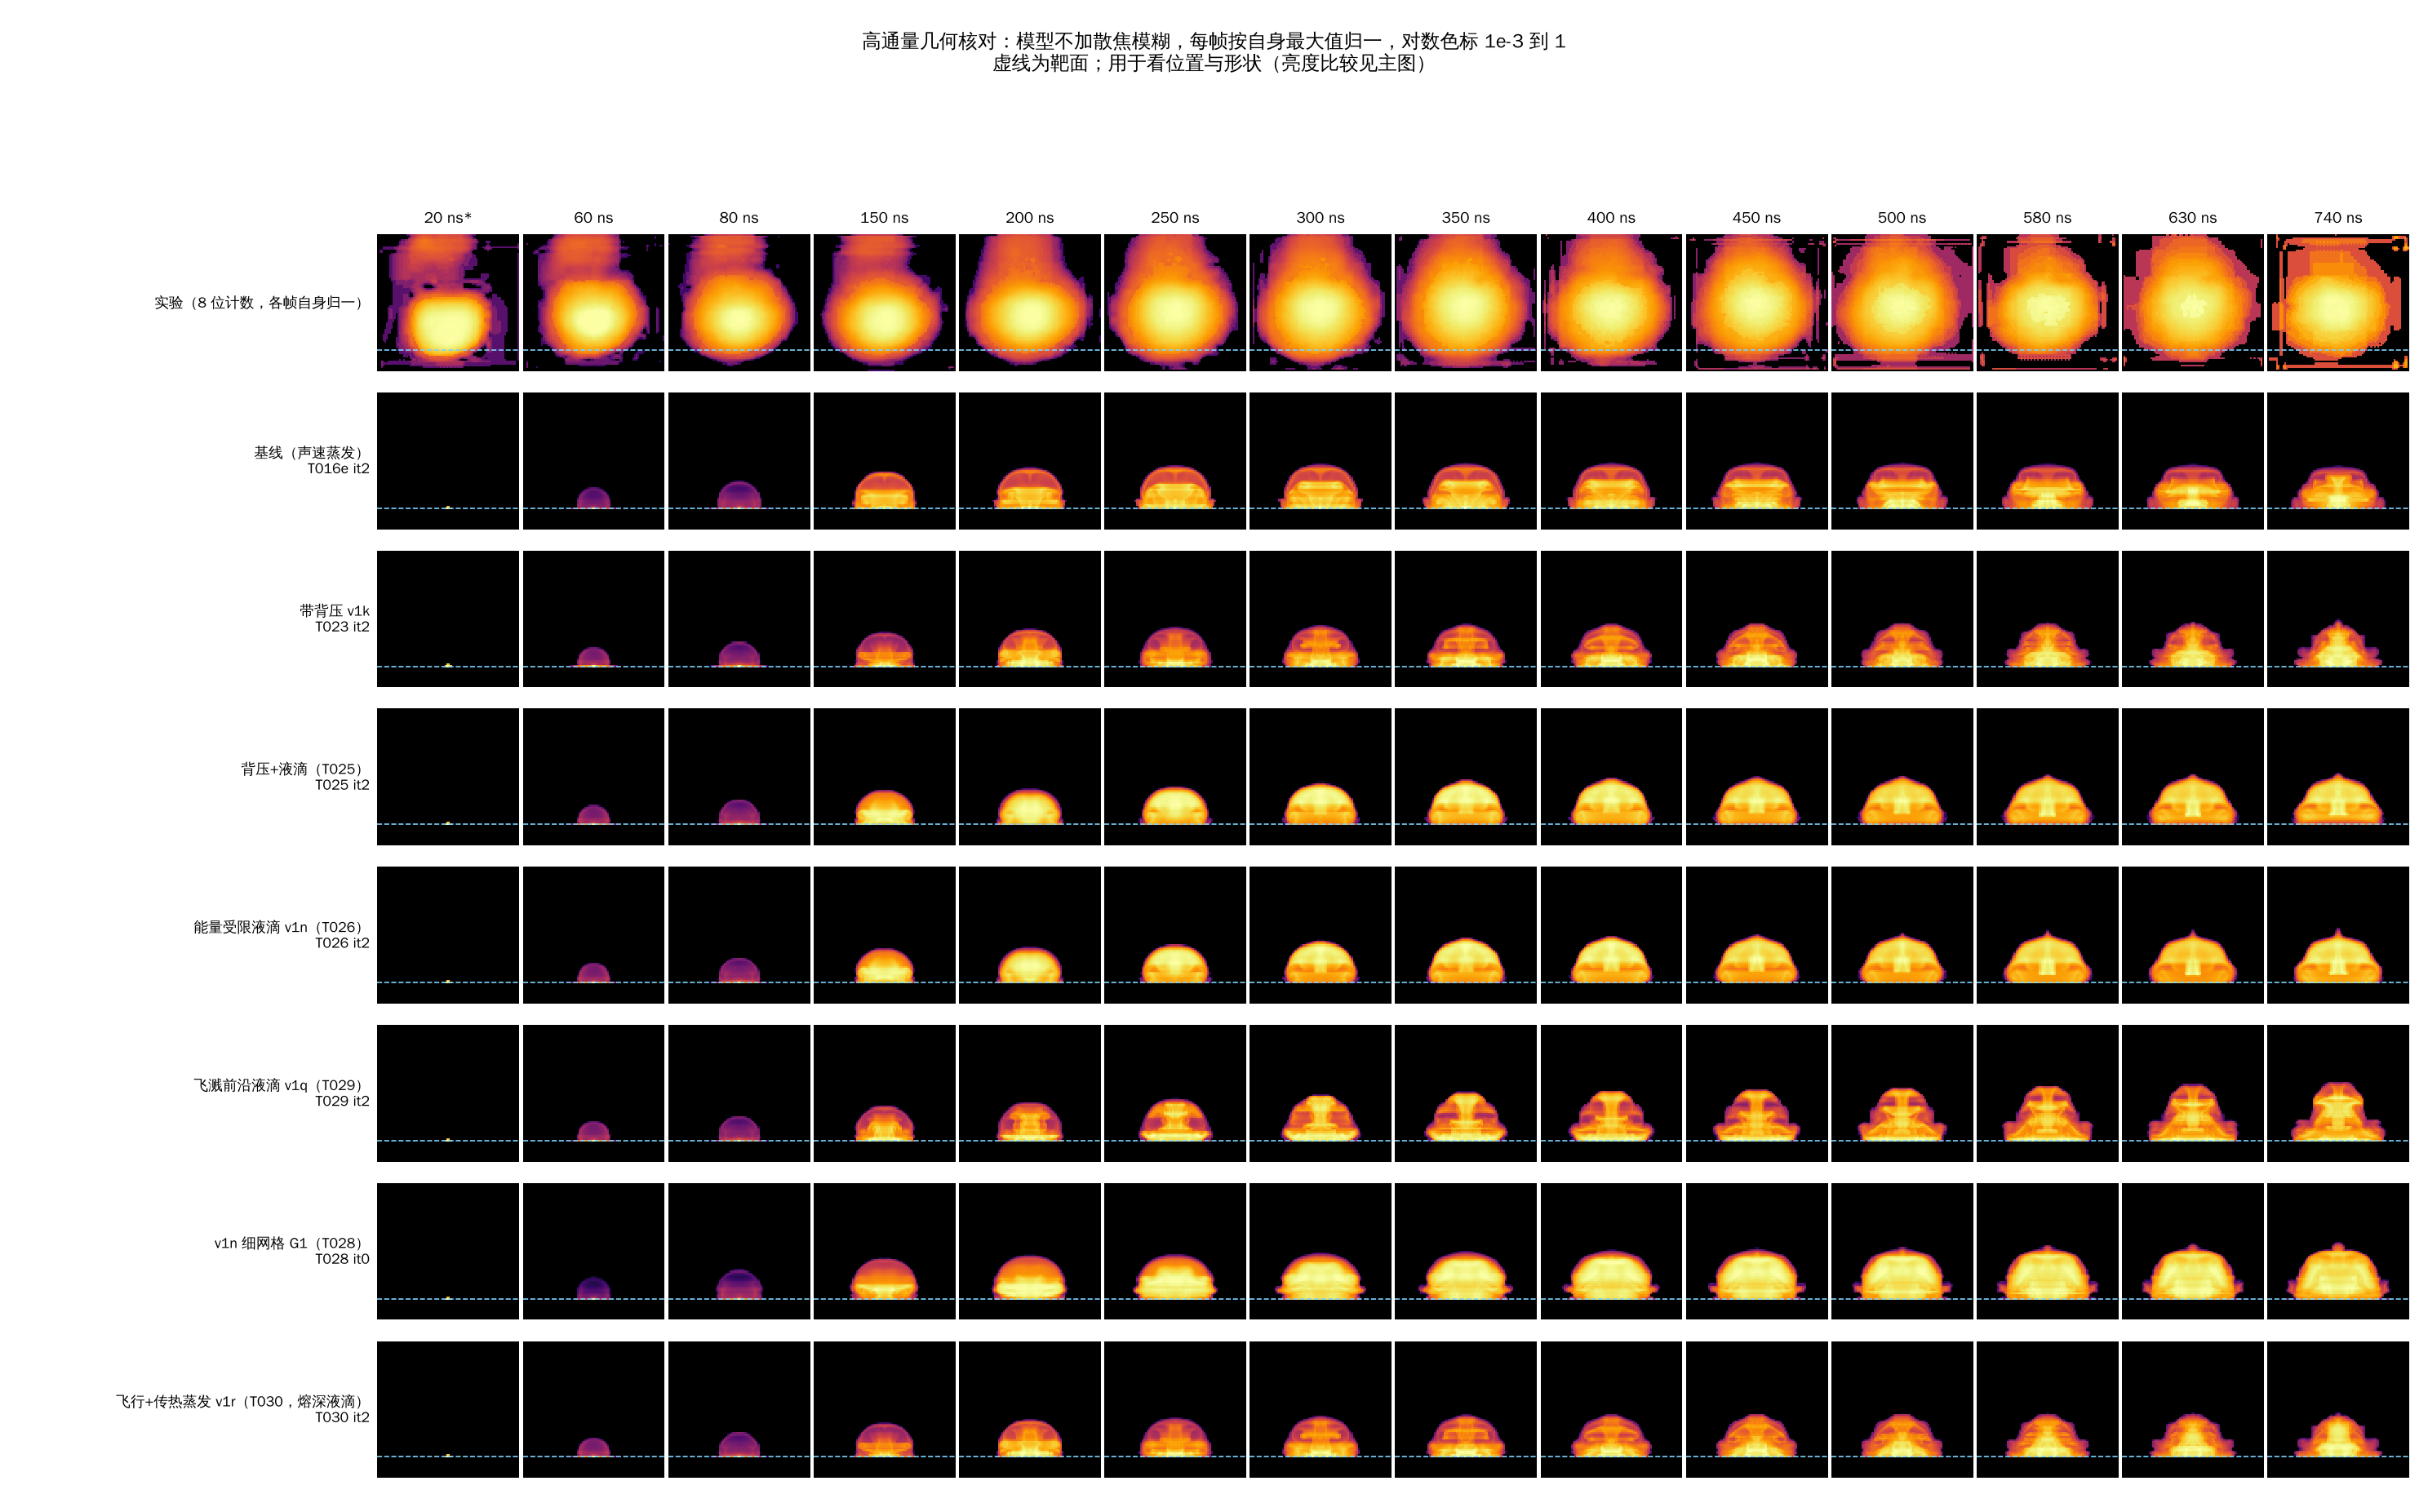 高通量几何核对：模型不加散焦模糊，每帧按自身最大值归一，对数色标 1e-3 到 1
虚线为靶面；用于看位置与形状（亮度比较见主图）
20 ns*
60 ns
80 ns
150 ns
200 ns
250 ns
300 ns
350 ns
400 ns
450 ns
500 ns
580 ns
630 ns
740 ns
实验（8 位计数，各帧自身归一）
基线（声速蒸发）
T016e it2
带背压 v1k
T023 it2
背压+液滴（T025）
T025 it2
能量受限液滴 v1n（T026）
T026 it2
飞溅前沿液滴 v1q（T029）
T029 it2
v1n 细网格 G1（T028）
T028 it0
飞行+传热蒸发 v1r（T030，熔深液滴）
T030 it2